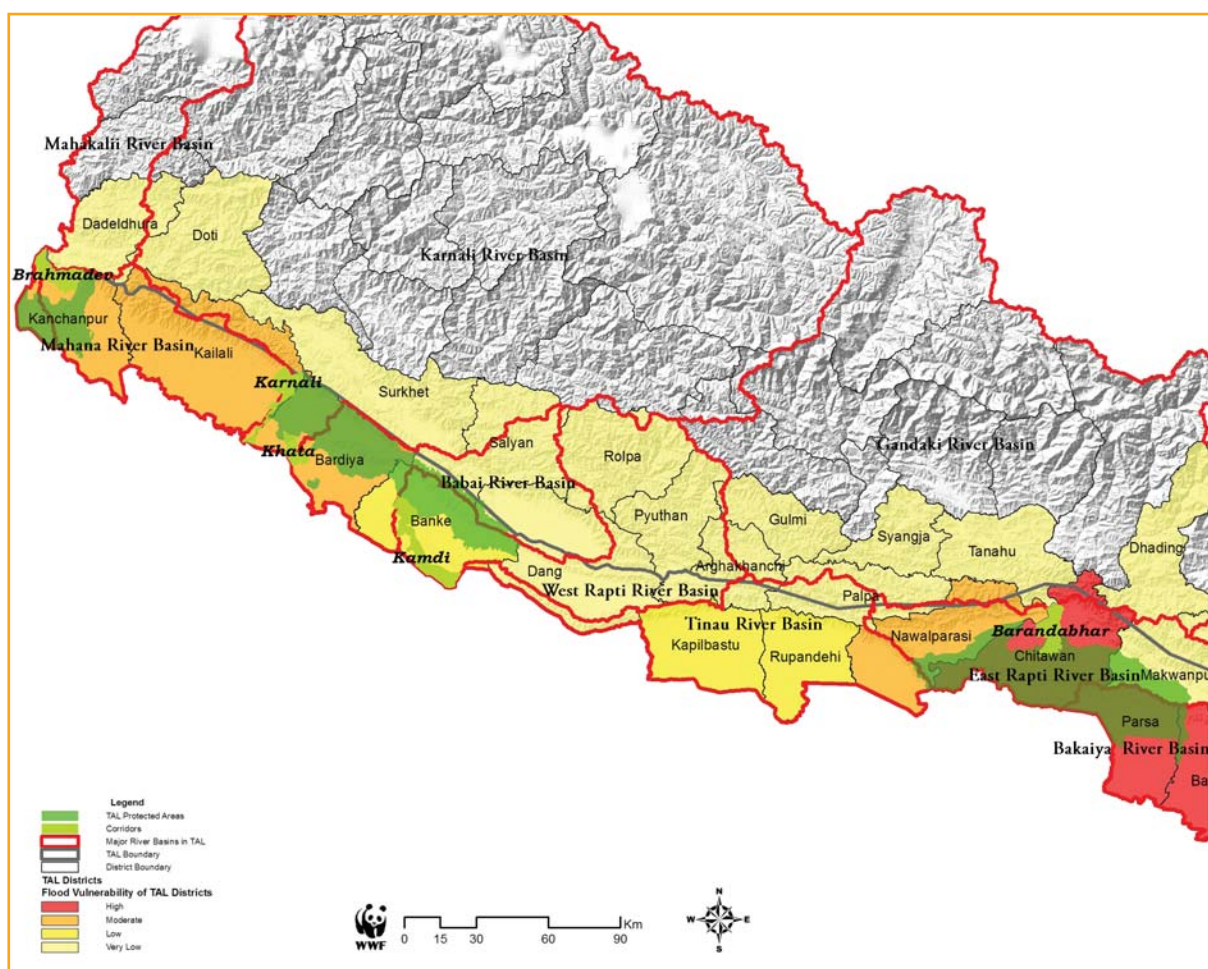 Mahakalii River Basin
Dadeldhura
Doti
Karnali River Basin
Brahmadev
Kanchanpur
Mahana River Basin
Kailali
Karnali
Surkhet
Khata
Bardiya
Salyan
Rolpa
Gandaki River Basin
Babai River Basin
Banke
Pyuthan
Gulmi
Syangja
Tanahu
Dhading
Kamdi
Dang
Arghakhanchi
West Rapti River Basin
Palpa
Tinau River Basin
Kapilbastu
Rupandehi
Nawalparasi
Barandabhar
Chitawan
East Rapti River Basin
Makwanpu
Parsa
Bakaiya River Basin
Ba
Legend
TAL Protected Areas
Corridors
Major River Basins in TAL
TAL Boundary
District Boundary
TAL Districts
Flood Vulnerability of TAL Districts
High
Moderate
Low
Very Low
WWF
0 15 30 60 90
Km
N
W E
S